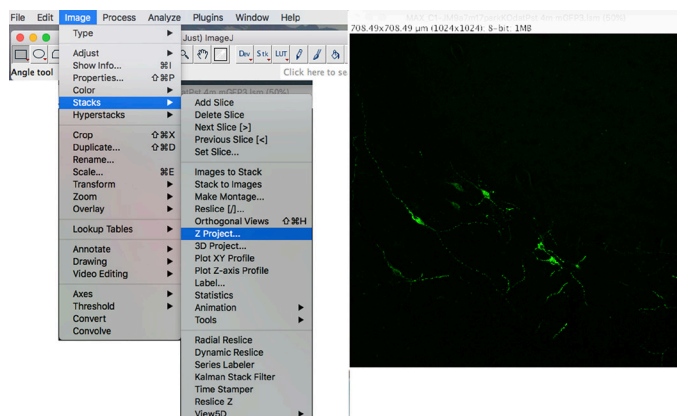 File Edit Image Process Analyze Plugins Window Help
Type
Just) ImageJ
Dev Stk LUT
Angle tool
Click here to se
Adjust
Show Info... ⌘I
Properties... ⇧⌘P
Color
Stacks
Hyperstacks
Crop ⇧⌘X
Duplicate... ⇧⌘D
Rename...
Scale... ⌘E
Transform
Zoom
Overlay
Lookup Tables
Annotate
Drawing
Video Editing
Axes
Threshold
Convert
Convolve
Add Slice
Delete Slice
Next Slice [>]
Previous Slice [<]
Set Slice...
Images to Stack
Stack to Images
Make Montage...
Reslice [/]...
Orthogonal Views ⇧⌘H
Z Project...
3D Project...
Plot XY Profile
Plot Z-axis Profile
Label...
Statistics
Animation
Tools
Radial Reslice
Dynamic Reslice
Series Labeler
Kalman Stack Filter
Time Stamper
Reslice Z
View5D
708.49x708.49 µm (1024x1024); 8-bit; 1MB